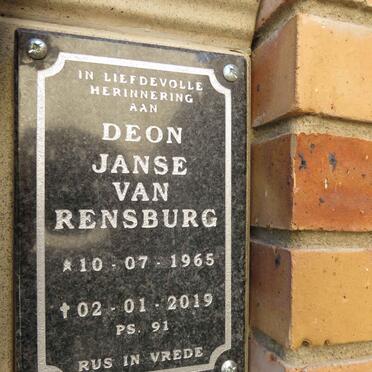 IN LIEFDEVOLLE
HERINNERING
AAN
DEON
JANSE
VAN
RENSBURG
★ 10 - 07 - 1965
✝ 02 - 01 - 2019
PS. 91
RUS IN VREDE